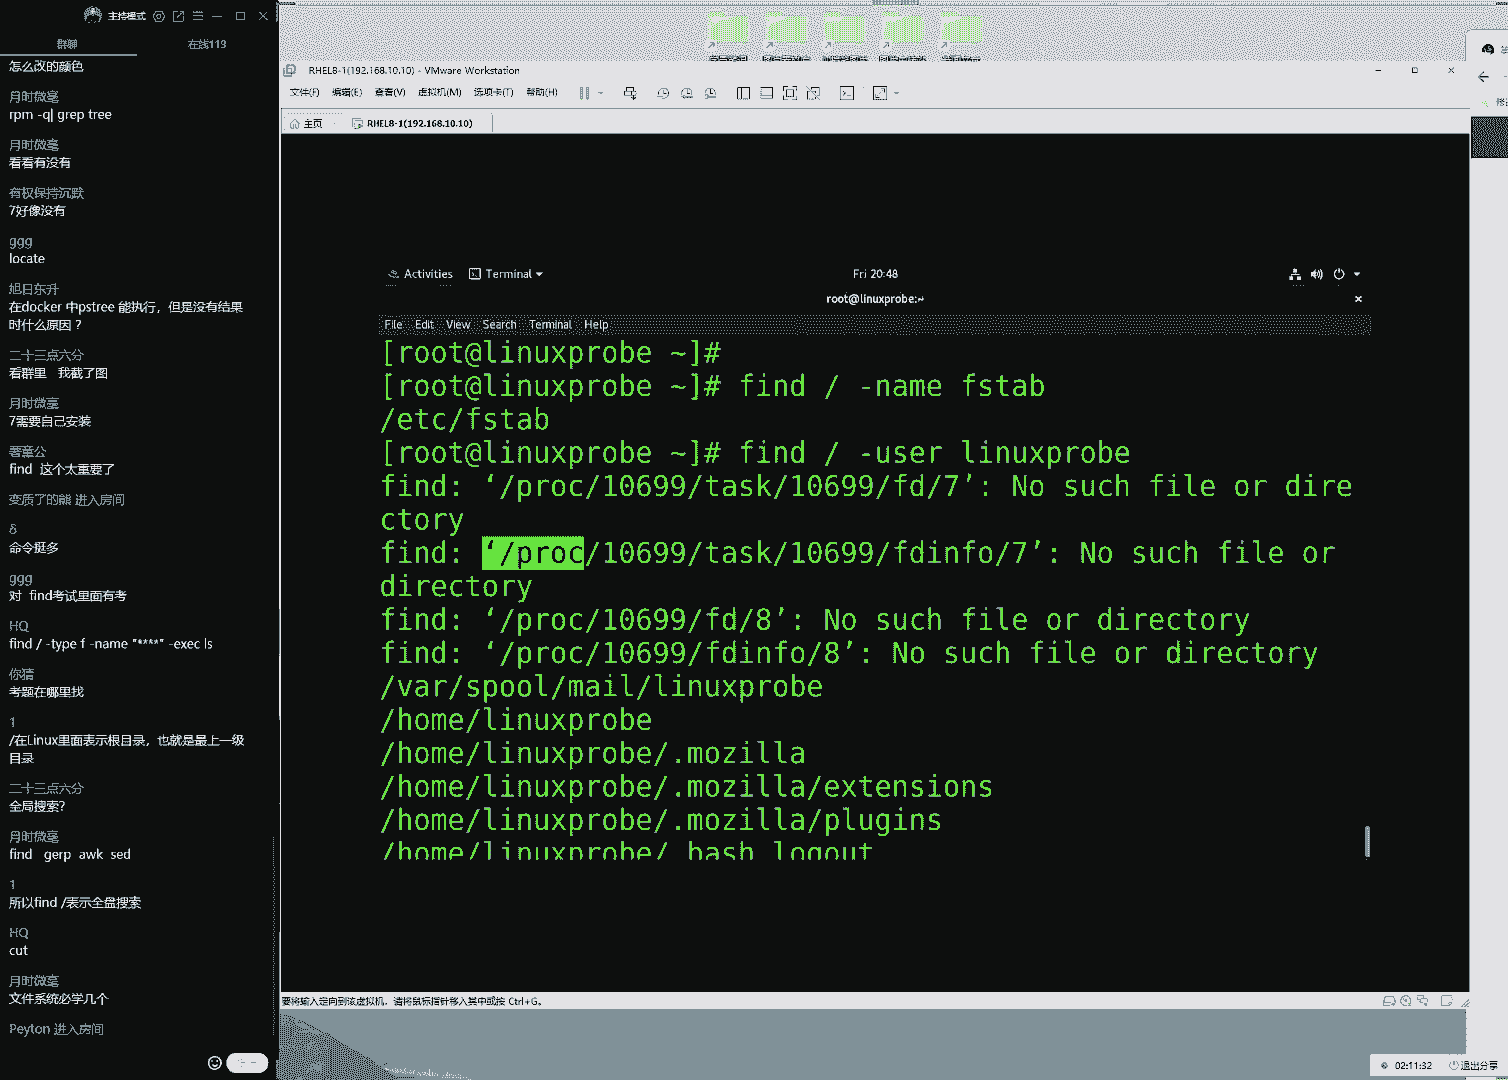 主持模式
群聊
在线113
怎么改的颜色
月时微毫
rpm -q| grep tree
月时微毫
看看有没有
有权保持沉默
7好像没有
ggg
locate
旭日东升
在docker 中pstree 能执行，但是没有结果
时什么原因？
二十三点六分
看群里 我截了图
月时微毫
7需要自己安装
find 这个太重要了
变质了的熊 进入房间
δ
命令挺多
ggg
对 find考试里面有考
HQ
find / -type f -name "****" -exec ls
你猜
考题在哪里找
1
/在Linux里面表示根目录，也就是最上一级
目录
二十三点六分
全局搜索？
月时微毫
find gerp awk sed
1
所以find /表示全盘搜索
HQ
cut
月时微毫
文件系统必学几个
Peyton 进入房间
RHEL8-1(192.168.10.10) - VMware Workstation
文件(F) 编辑(E) 查看(V) 虚拟机(M) 选项卡(T) 帮助(H)
主页
RHEL8-1(192.168.10.10)
Activities
Terminal
Fri 20:48
root@linuxprobe:~
File Edit View Search Terminal Help
[root@linuxprobe ~]#
[root@linuxprobe ~]# find / -name fstab
/etc/fstab
[root@linuxprobe ~]# find / -user linuxprobe
find: ‘/proc/10699/task/10699/fd/7’: No such file or dire
ctory
find: ‘/proc/10699/task/10699/fdinfo/7’: No such file or
directory
find: ‘/proc/10699/fd/8’: No such file or directory
find: ‘/proc/10699/fdinfo/8’: No such file or directory
/var/spool/mail/linuxprobe
/home/linuxprobe
/home/linuxprobe/.mozilla
/home/linuxprobe/.mozilla/extensions
/home/linuxprobe/.mozilla/plugins
/home/linuxprobe/.bash_logout
要将输入定向到该虚拟机，请将鼠标指针移入其中或按 Ctrl+G。
02:11:32
退出分享